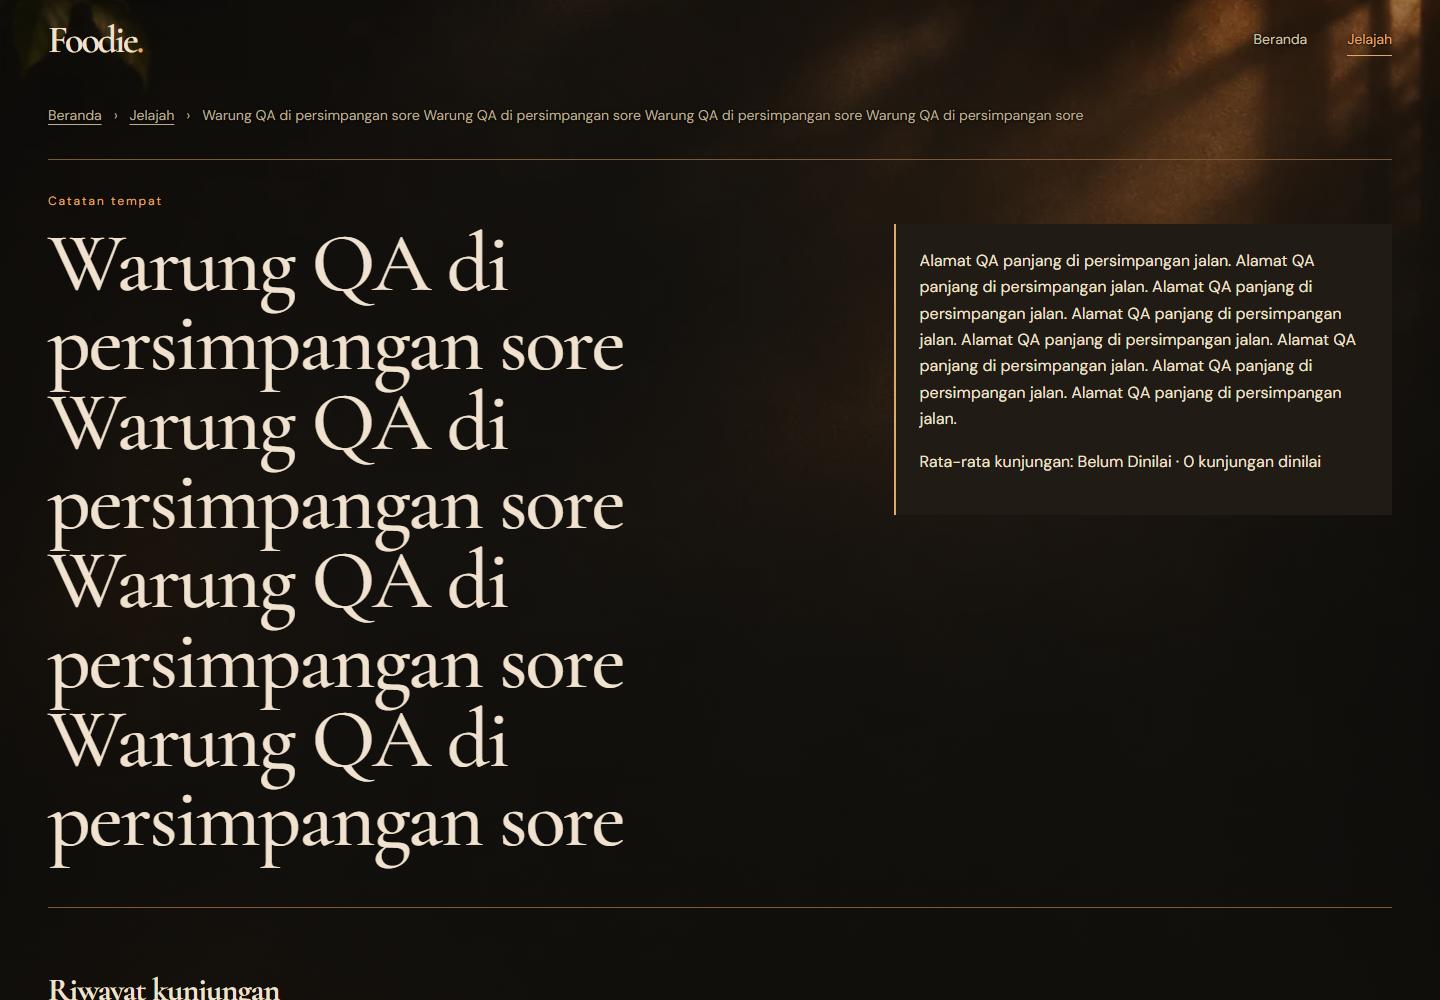 Foodie.
Beranda
Jelajah
Beranda › Jelajah › Warung QA di persimpangan sore Warung QA di persimpangan sore Warung QA di persimpangan sore Warung QA di persimpangan sore
Catatan tempat
Warung QA di
persimpangan sore
Warung QA di
persimpangan sore
Warung QA di
persimpangan sore
Warung QA di
persimpangan sore
Alamat QA panjang di persimpangan jalan. Alamat QA
panjang di persimpangan jalan. Alamat QA panjang di
persimpangan jalan. Alamat QA panjang di persimpangan
jalan. Alamat QA panjang di persimpangan jalan. Alamat QA
panjang di persimpangan jalan. Alamat QA panjang di
persimpangan jalan. Alamat QA panjang di persimpangan
jalan.
Rata-rata kunjungan: Belum Dinilai · 0 kunjungan dinilai
Riwayat kunjungan